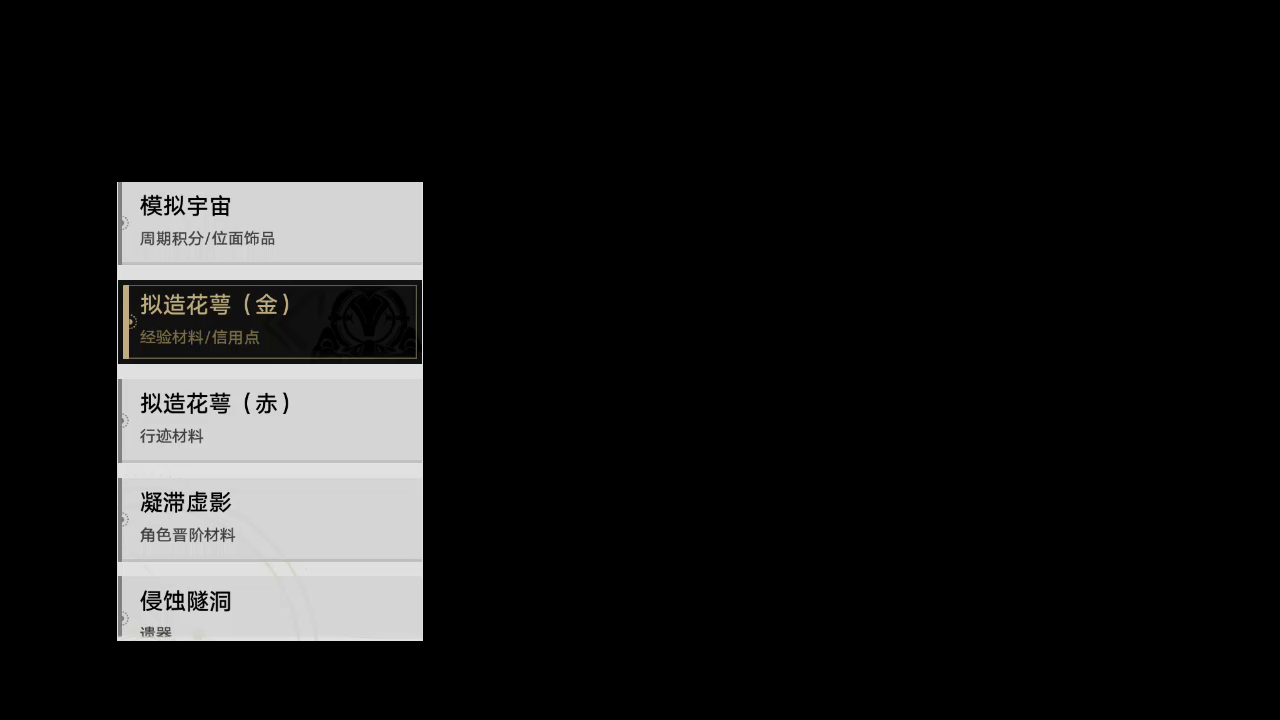 模拟宇宙
周期积分/位面饰品
拟造花萼（金）
经验材料/信用点
拟造花萼（赤）
行迹材料
凝滞虚影
角色晋阶材料
侵蚀隧洞
遗器